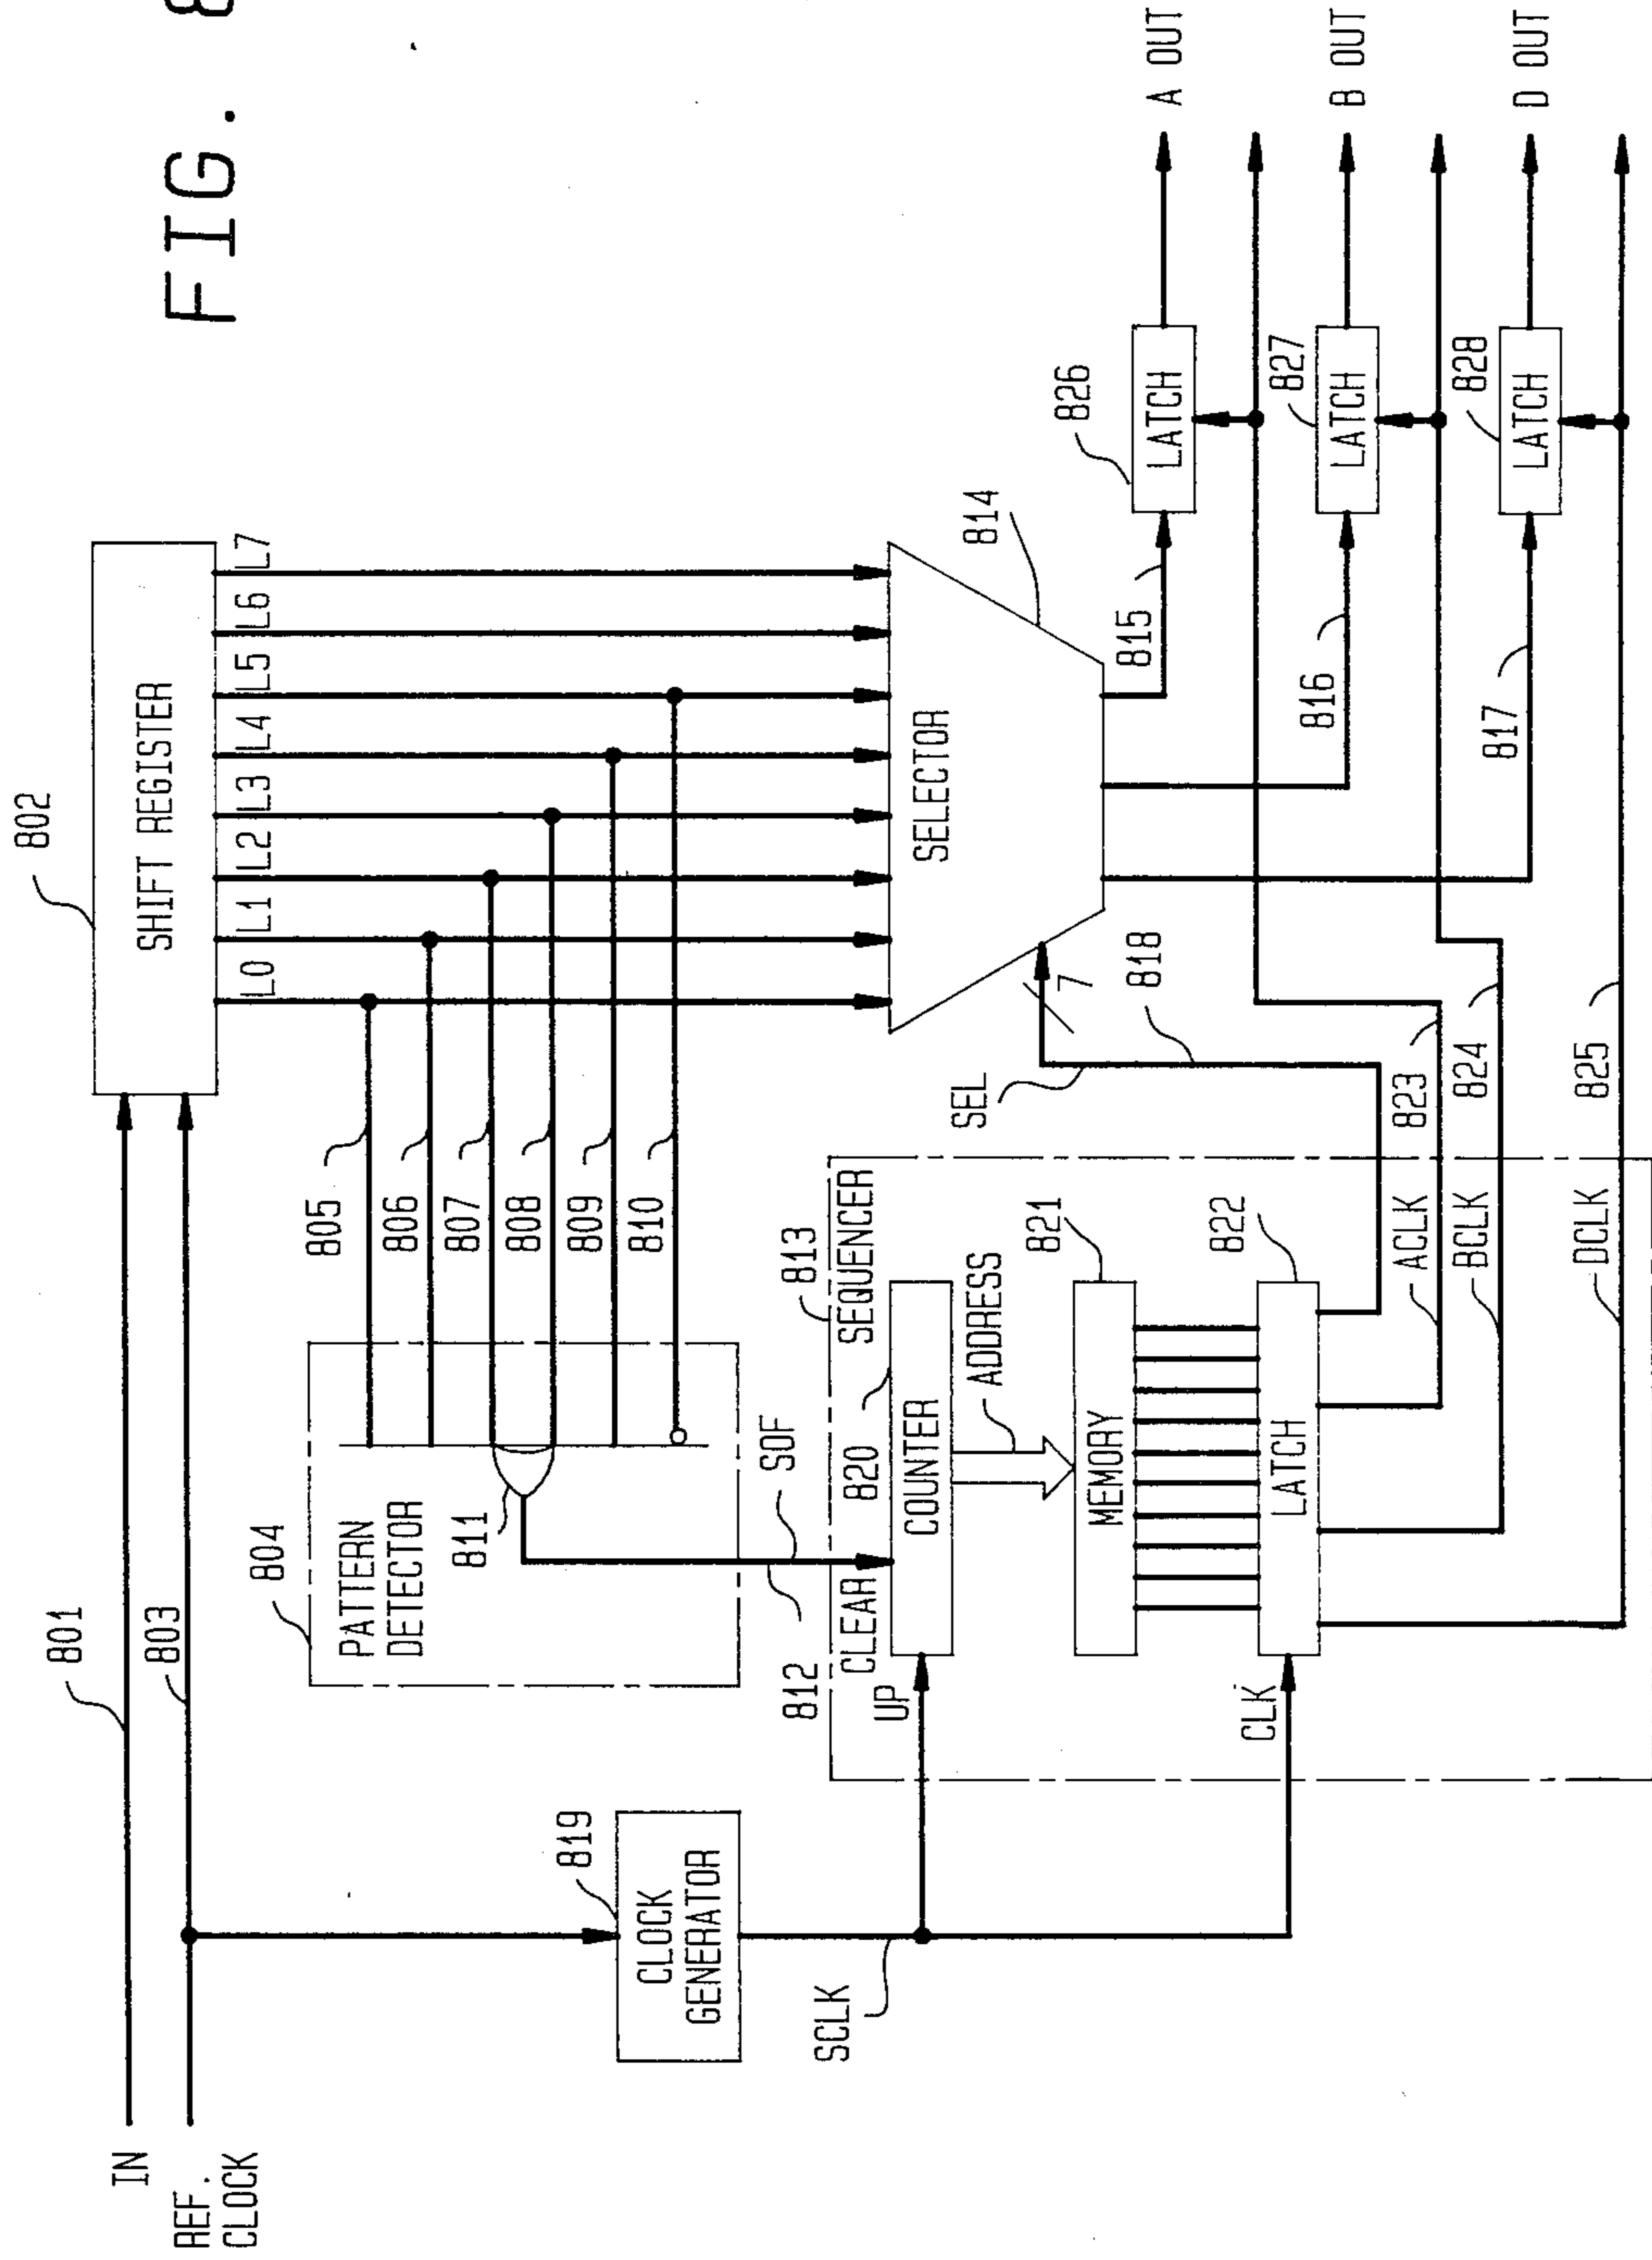 FIG. 8
IN
801
REF.
CLOCK
803
802
SHIFT REGISTER
L0
L1
L2
L3
L4
L5
L6
L7
804
PATTERN
DETECTOR
811
805
806
807
808
809
810
819
CLOCK
GENERATOR
SCLK
812
SOF
813
SEQUENCER
CLEAR
820
UP
COUNTER
ADDRESS
821
MEMORY
822
CLK
LATCH
SELECTOR
814
7
SEL
818
815
816
817
ACLK
823
BCLK
824
DCLK
825
826
LATCH
A OUT
827
LATCH
B OUT
828
LATCH
D OUT